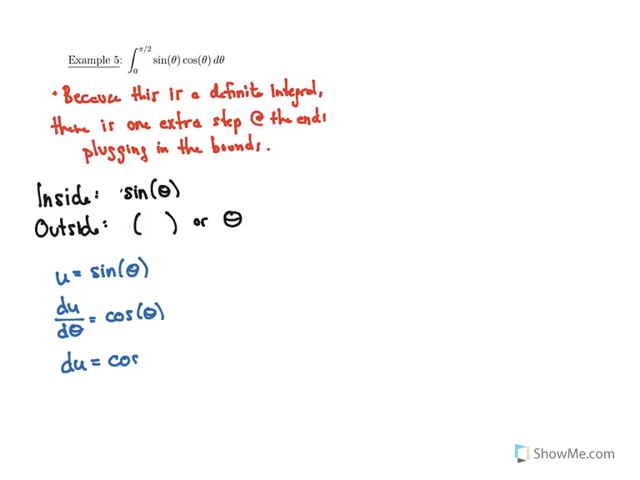 Example 5: ∫₀^{π/2} sin(θ) cos(θ) dθ
• Because this is a definite integral,
there is one extra step @ the end:
plugging in the bounds.
Inside: sin(θ)
Outside: ( ) or θ
u = sin(θ)
du/dθ = cos(θ)
du = cos
ShowMe.com